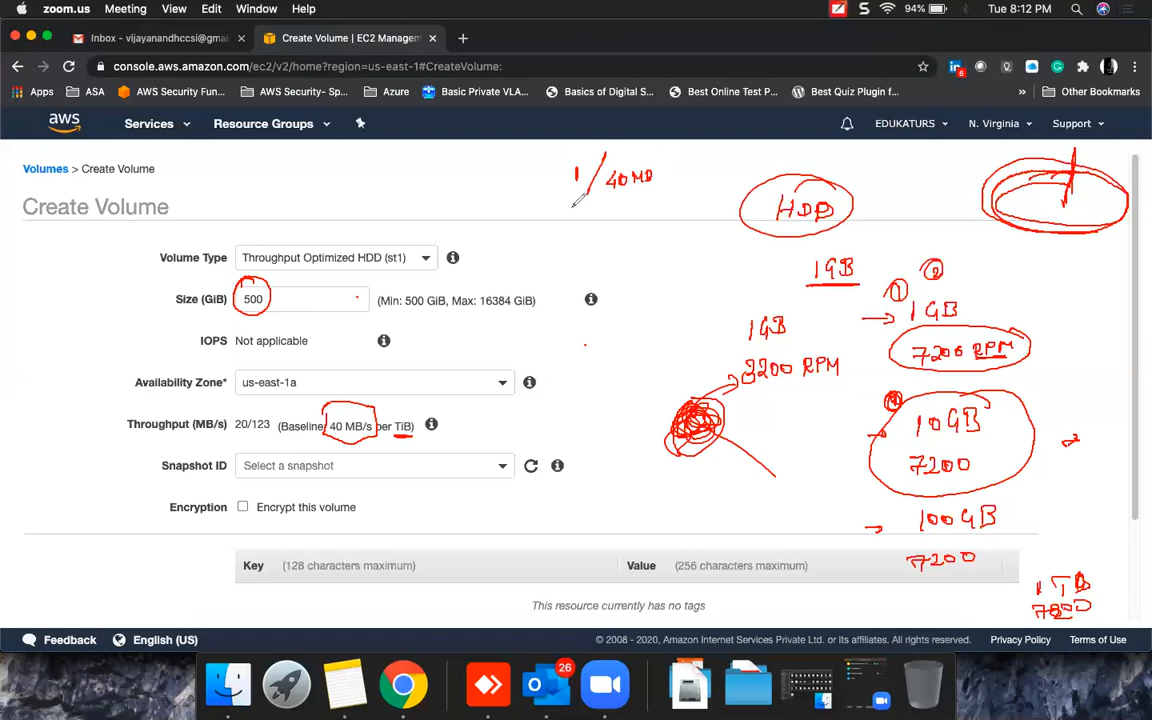 zoom.us Meeting View Edit Window Help 94% Tue 8:12 PM
Inbox - vijayanandhccsi@gmai Create Volume | EC2 Managem
console.aws.amazon.com/ec2/v2/home?region=us-east-1#CreateVolume:
Apps ASA AWS Security Fun... AWS Security- Sp... Azure Basic Private VLA... Basics of Digital S... Best Online Test P... Best Quiz Plugin f... » Other Bookmarks
aws Services Resource Groups EDUKATURS N. Virginia Support
Volumes > Create Volume
Create Volume
1/40 MB
HDD
Volume Type Throughput Optimized HDD (st1)
1GB 2
Size (GiB) 500 (Min: 500 GiB, Max: 16384 GiB)
1
1GB
1GB
IOPS Not applicable
7200 RPM
3200 RPM
Availability Zone* us-east-1a
Throughput (MB/s) 20/123 (Baseline: 40 MB/s per TiB)
10GB
7200
Snapshot ID Select a snapshot
Encryption Encrypt this volume
100GB
7200
Key (128 characters maximum) Value (256 characters maximum)
1TB
This resource currently has no tags
Feedback English (US) © 2008 - 2020, Amazon Internet Services Private Ltd. or its affiliates. All rights reserved. Privacy Policy Terms of Use
26